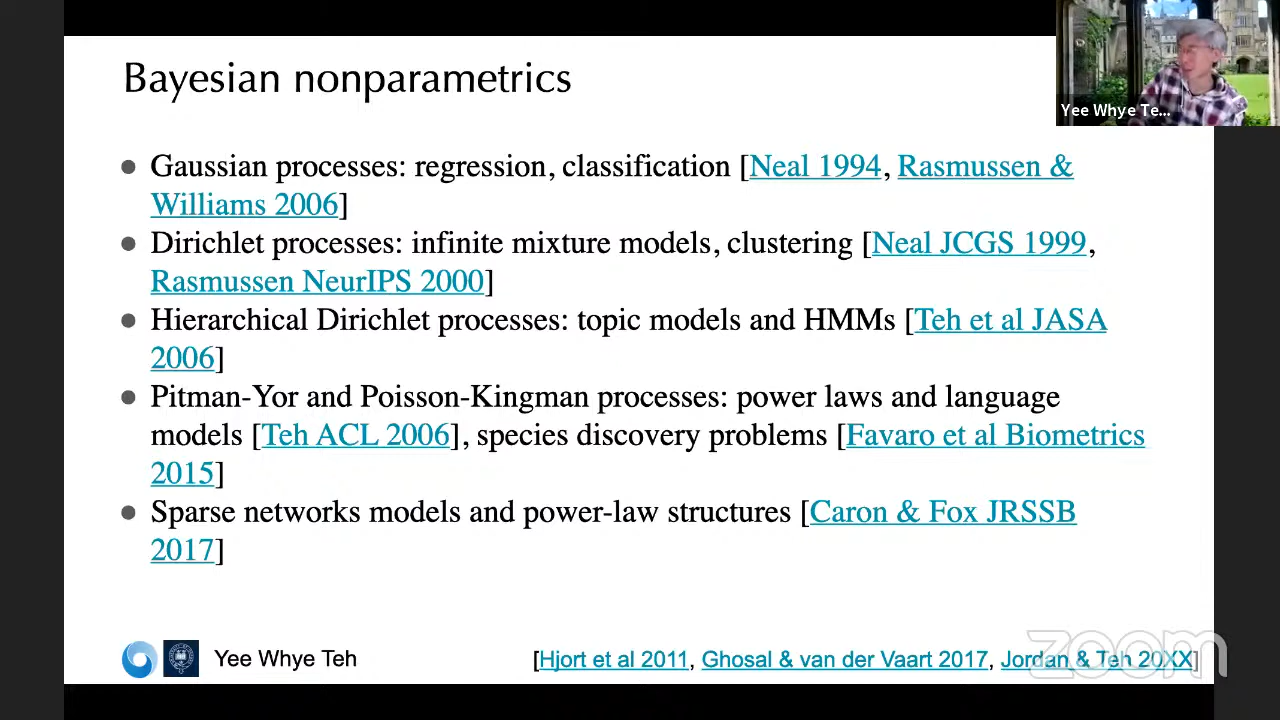 Bayesian nonparametrics
Yee Whye Te...
● Gaussian processes: regression, classification [Neal 1994, Rasmussen &
Williams 2006]
● Dirichlet processes: infinite mixture models, clustering [Neal JCGS 1999,
Rasmussen NeurIPS 2000]
● Hierarchical Dirichlet processes: topic models and HMMs [Teh et al JASA
2006]
● Pitman-Yor and Poisson-Kingman processes: power laws and language
models [Teh ACL 2006], species discovery problems [Favaro et al Biometrics
2015]
● Sparse networks models and power-law structures [Caron & Fox JRSSB
2017]
Yee Whye Teh
[Hjort et al 2011, Ghosal & van der Vaart 2017, Jordan & Teh 20XX]
zoom